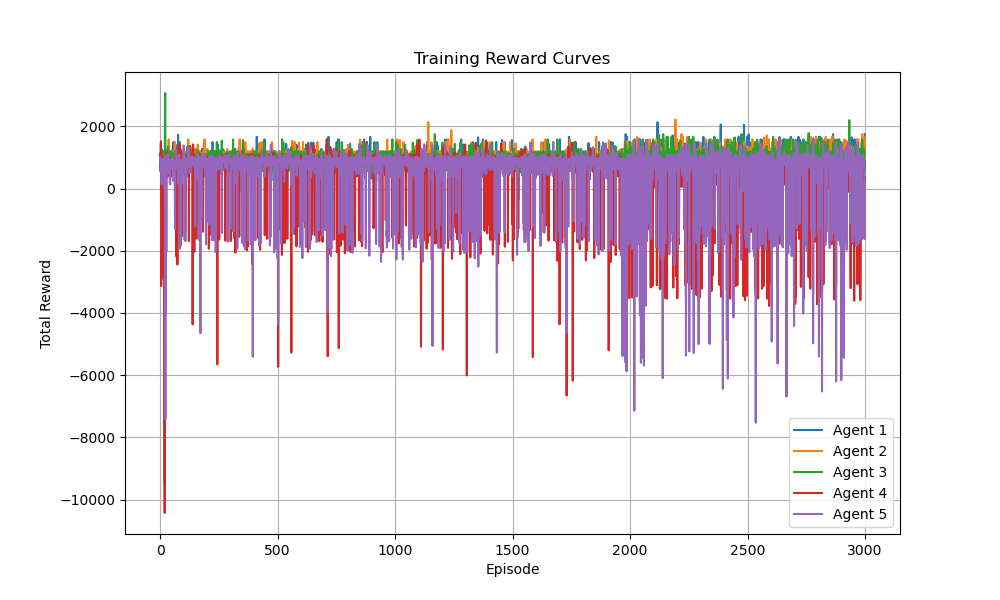 Training Reward Curves
Total Reward
2000
0
−2000
−4000
−6000
−8000
−10000
0 500 1000 1500 2000 2500 3000
Episode
Agent 1
Agent 2
Agent 3
Agent 4
Agent 5